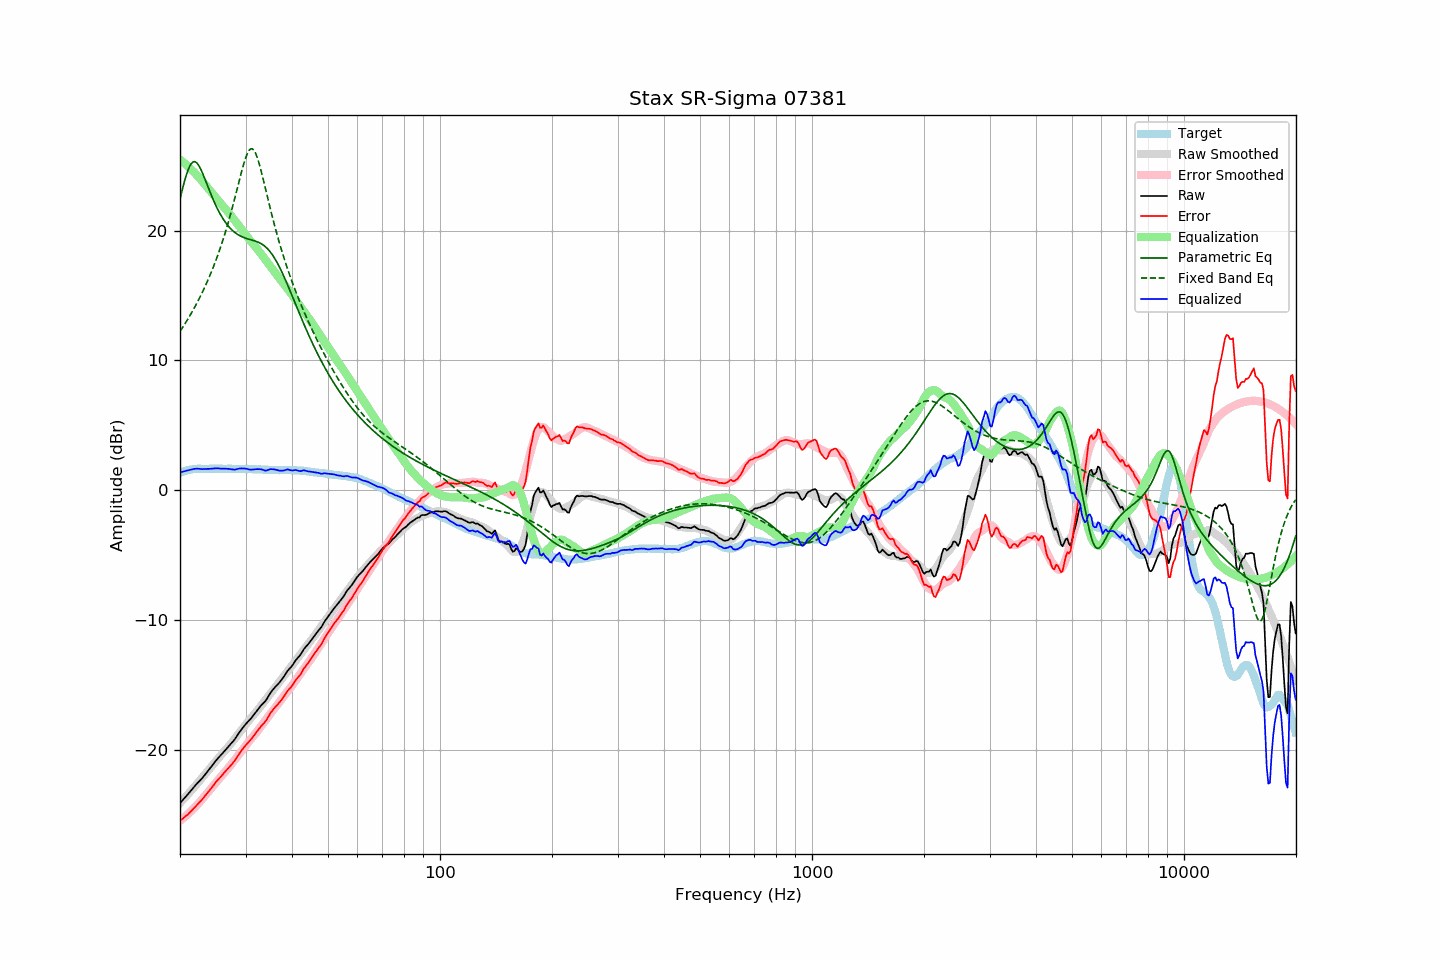 Stax SR-Sigma 07381
Target
Raw Smoothed
Error Smoothed
Raw
Error
Equalization
Parametric Eq
Fixed Band Eq
Equalized
20
10
0
−10
−20
Amplitude (dBr)
100
1000
10000
Frequency (Hz)